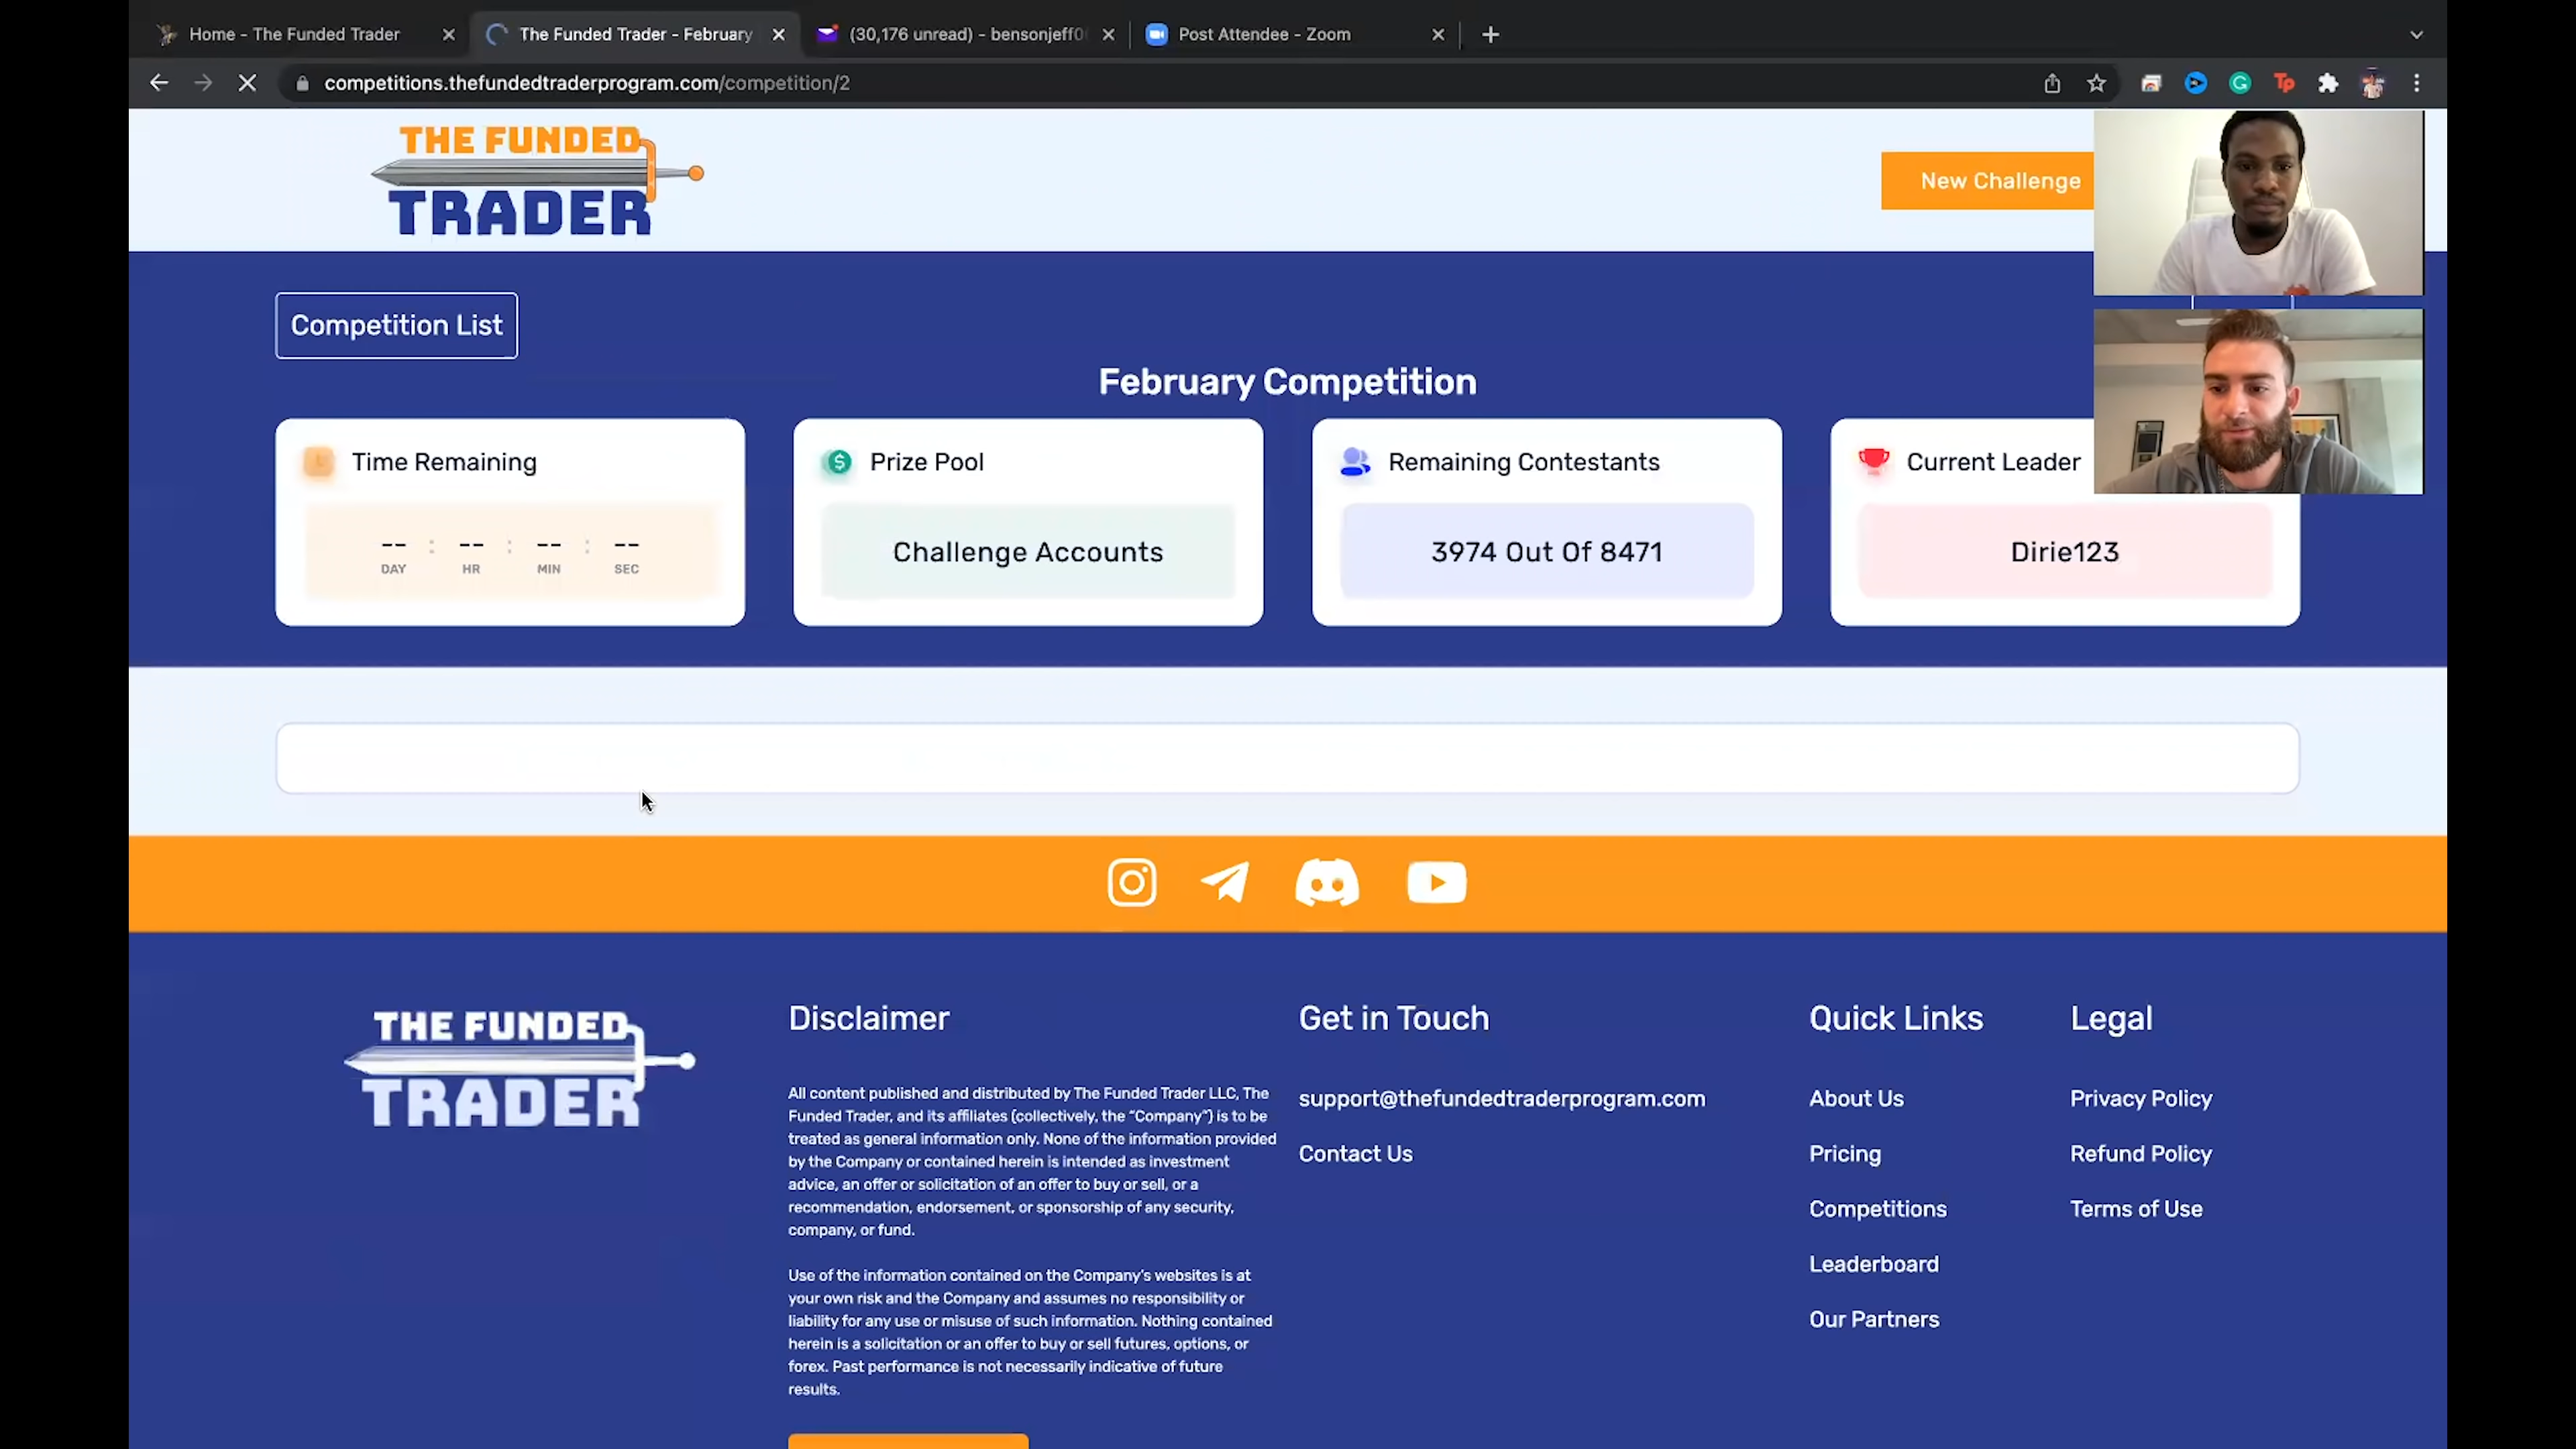 Home - The Funded Trader
The Funded Trader - February
(30,176 unread) - bensonjeff0
Post Attendee - Zoom
competitions.thefundedtraderprogram.com/competition/2
THE FUNDED
TRADER
New Challenge
Competition List
February Competition
Time Remaining
-- : -- : -- : --
DAY HR MIN SEC
Prize Pool
Challenge Accounts
Remaining Contestants
3974 Out Of 8471
Current Leader
Dirie123
THE FUNDED
TRADER
Disclaimer
All content published and distributed by The Funded Trader LLC, The
Funded Trader, and its affiliates (collectively, the “Company”) is to be
treated as general information only. None of the information provided
by the Company or contained herein is intended as investment
advice, an offer or solicitation of an offer to buy or sell, or a
recommendation, endorsement, or sponsorship of any security,
company, or fund.
Use of the information contained on the Company's websites is at
your own risk and the Company and assumes no responsibility or
liability for any use or misuse of such information. Nothing contained
herein is a solicitation or an offer to buy or sell futures, options, or
forex. Past performance is not necessarily indicative of future
results.
Get in Touch
support@thefundedtraderprogram.com
Contact Us
Quick Links
About Us
Pricing
Competitions
Leaderboard
Our Partners
Legal
Privacy Policy
Refund Policy
Terms of Use